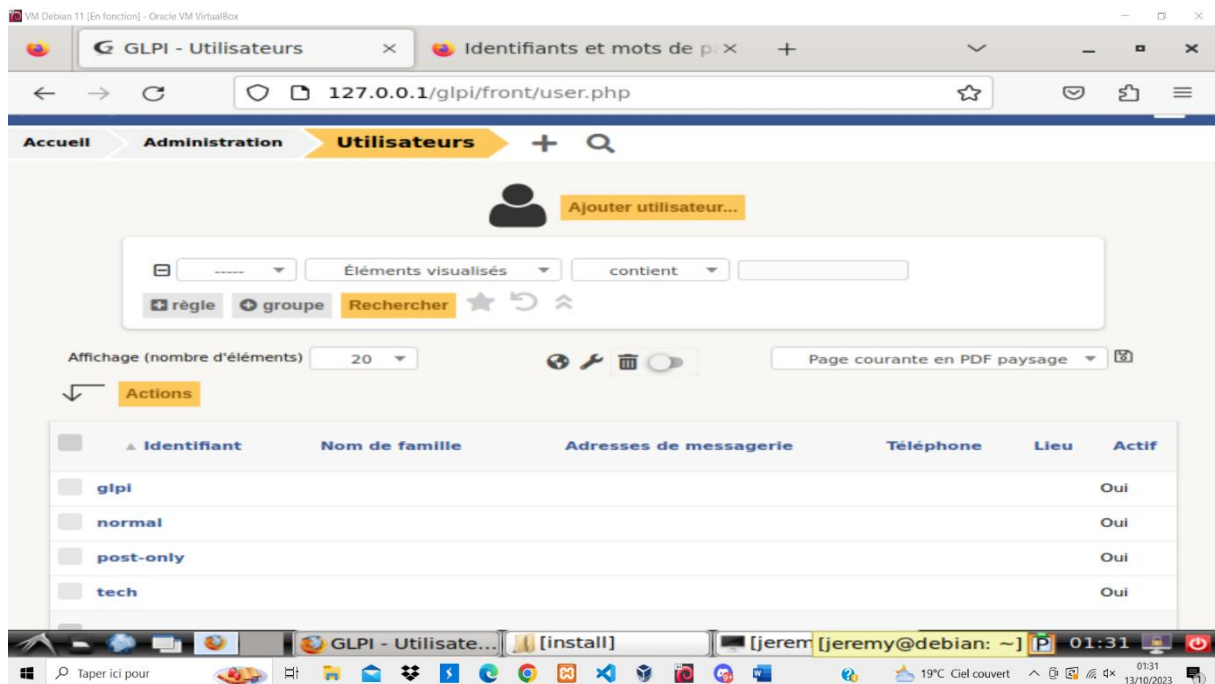 VM Debian 11 [En fonction] - Oracle VM VirtualBox
GLPI - Utilisateurs
Identifiants et mots de pa
127.0.0.1/glpi/front/user.php
Accueil Administration Utilisateurs
Ajouter utilisateur...
----- Éléments visualisés contient
règle groupe Rechercher
Affichage (nombre d'éléments) 20 Page courante en PDF paysage
Actions
Identifiant Nom de famille Adresses de messagerie Téléphone Lieu Actif
glpi Oui
normal Oui
post-only Oui
tech Oui
GLPI - Utilisate... [install] [jerem [jeremy@debian: ~] P 01:31
Taper ici pour 19°C Ciel couvert 01:31
13/10/2023